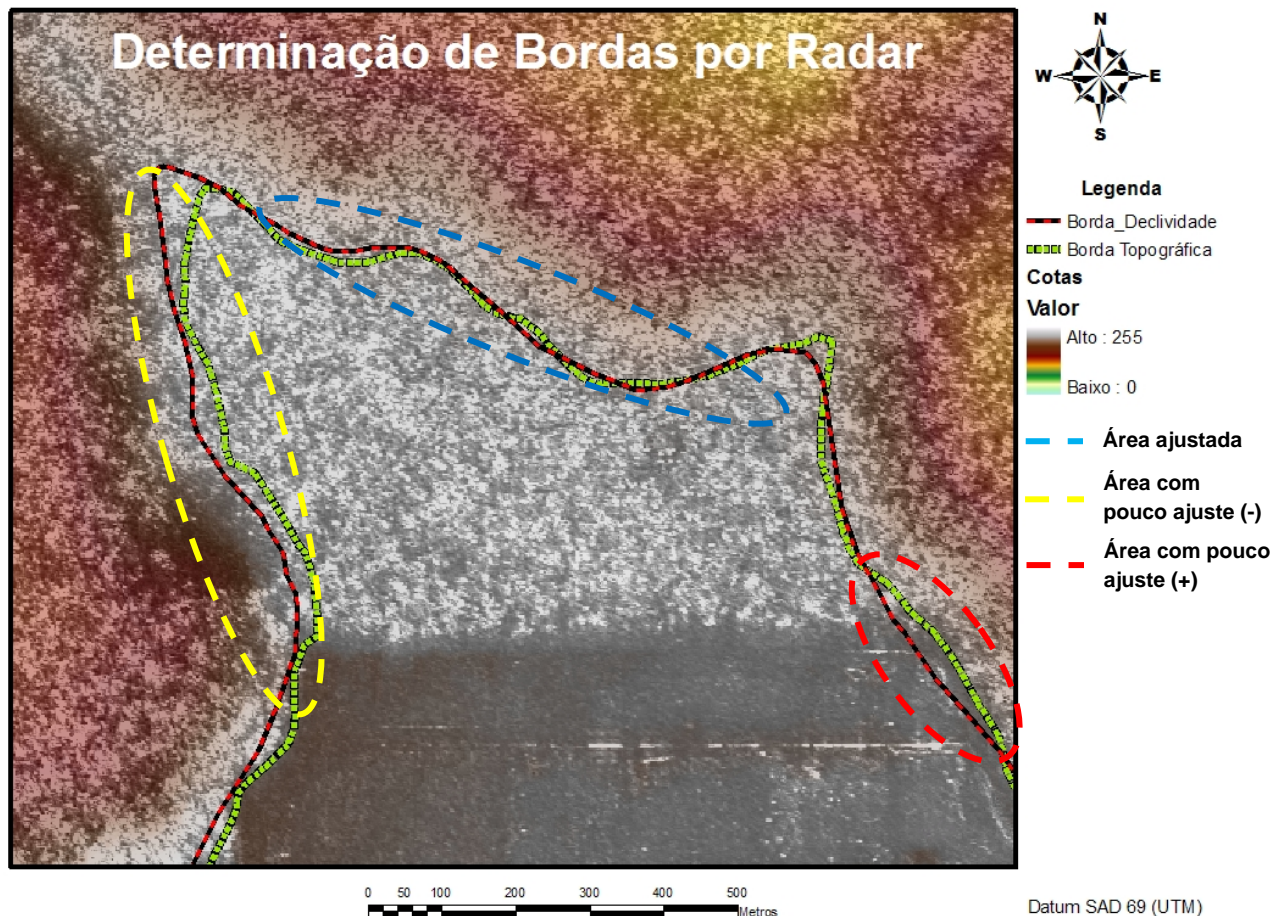 Determinação de Bordas por Radar
N
W E
S
Legenda
Borda_Declividade
Borda Topográfica
Cotas
Valor
Alto : 255
Baixo : 0
Área ajustada
Área com
pouco ajuste (-)
Área com pouco
ajuste (+)
0 50 100 200 300 400 500
Metros
Datum SAD 69 (UTM)